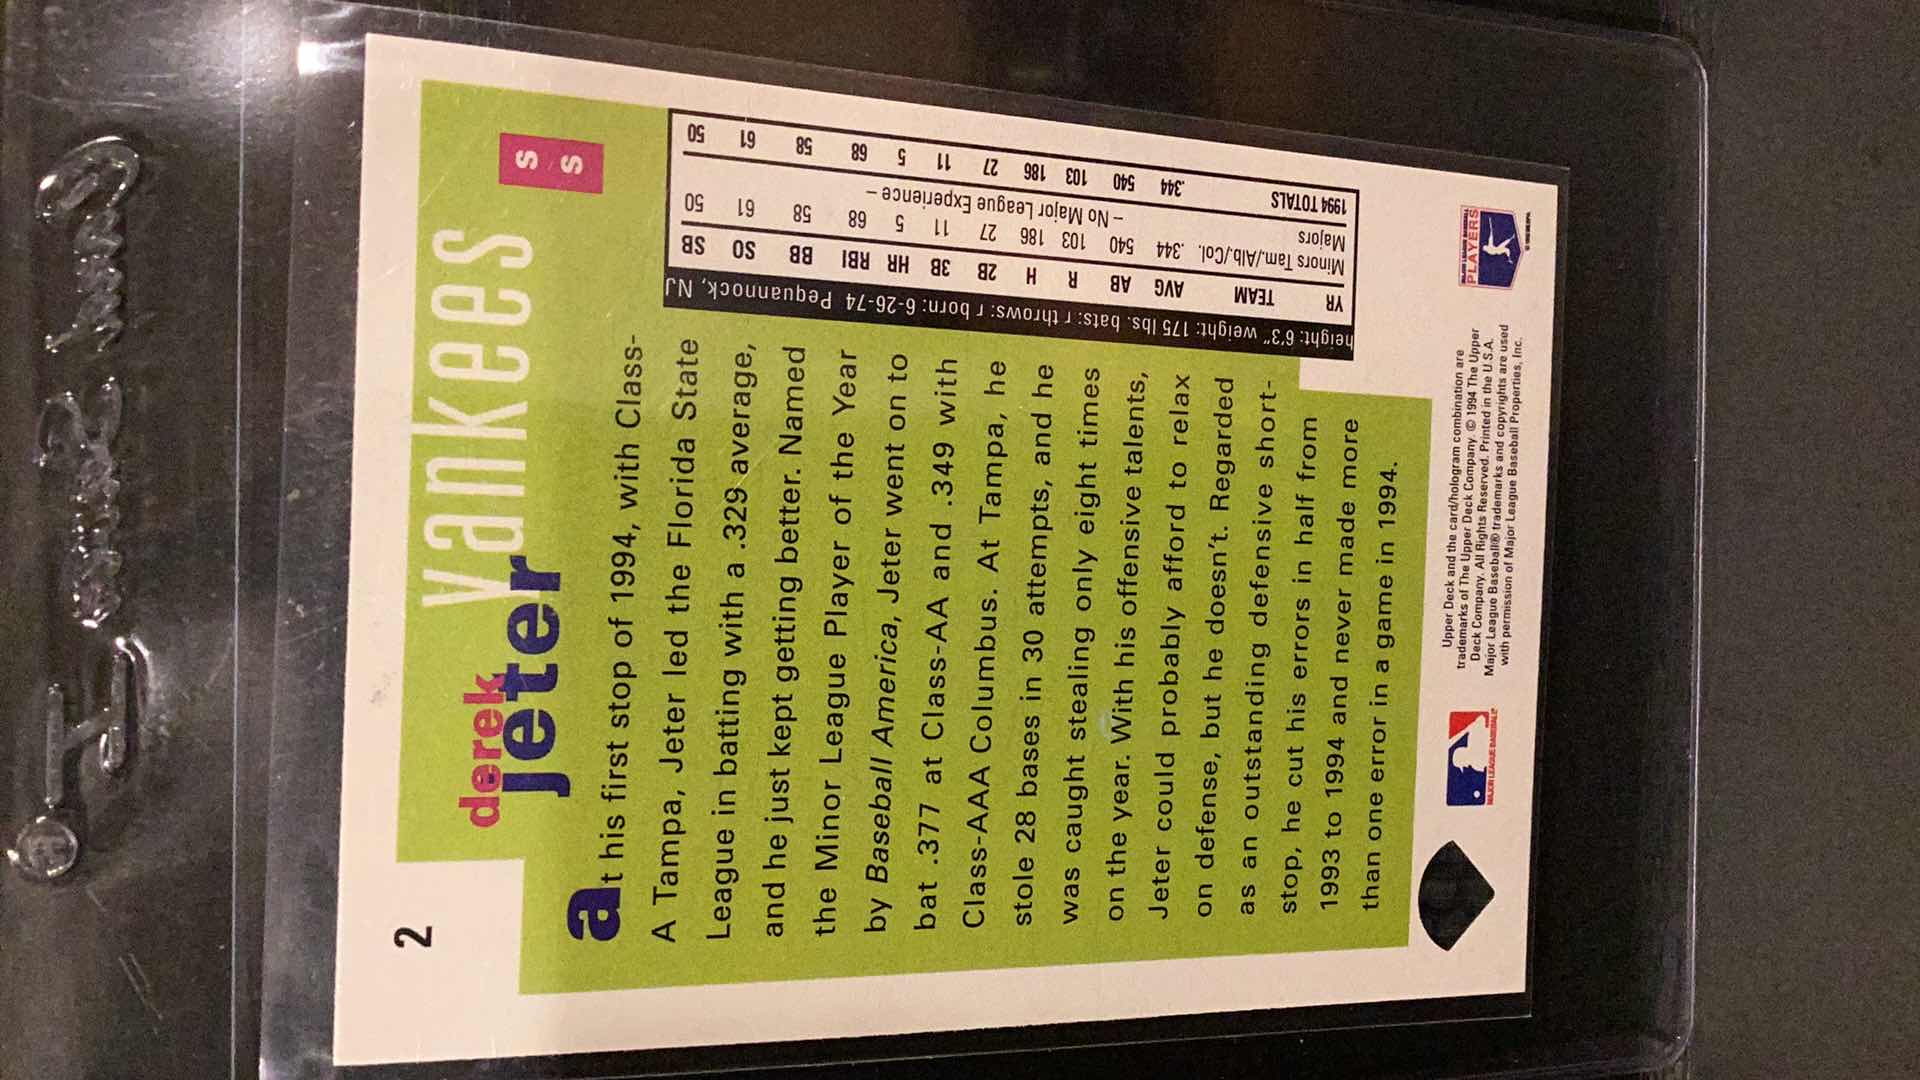 2
derek
jeter
yankees
s s
at his first stop of 1994, with Class-
A Tampa, Jeter led the Florida State
League in batting with a .329 average,
and he just kept getting better. Named
the Minor League Player of the Year
by Baseball America, Jeter went on to
bat .377 at Class-AA and .349 with
Class-AAA Columbus. At Tampa, he
stole 28 bases in 30 attempts, and he
was caught stealing only eight times
on the year. With his offensive talents,
Jeter could probably afford to relax
on defense, but he doesn't. Regarded
as an outstanding defensive short-
stop, he cut his errors in half from
1993 to 1994 and never made more
than one error in a game in 1994.
height: 6'3" weight: 175 lbs. bats: r throws: r born: 6-26-74 Pequannock, NJ
YR TEAM AVG AB R H 2B 3B HR RBI BB SO SB
Minors Tam./Alb./Col. .344 540 103 186 27 11 5 68 58 61 50
Majors – No Major League Experience –
1994 TOTALS .344 540 103 186 27 11 5 68 58 61 50
MAJOR LEAGUE BASEBALL
Upper Deck and the card/hologram combination are
trademarks of The Upper Deck Company. © 1994 The Upper
Deck Company. All Rights Reserved. Printed in the U.S.A.
Major League Baseball® trademarks and copyrights are used
with permission of Major League Baseball Properties, Inc.
MAJOR LEAGUE BASEBALL
PLAYERS